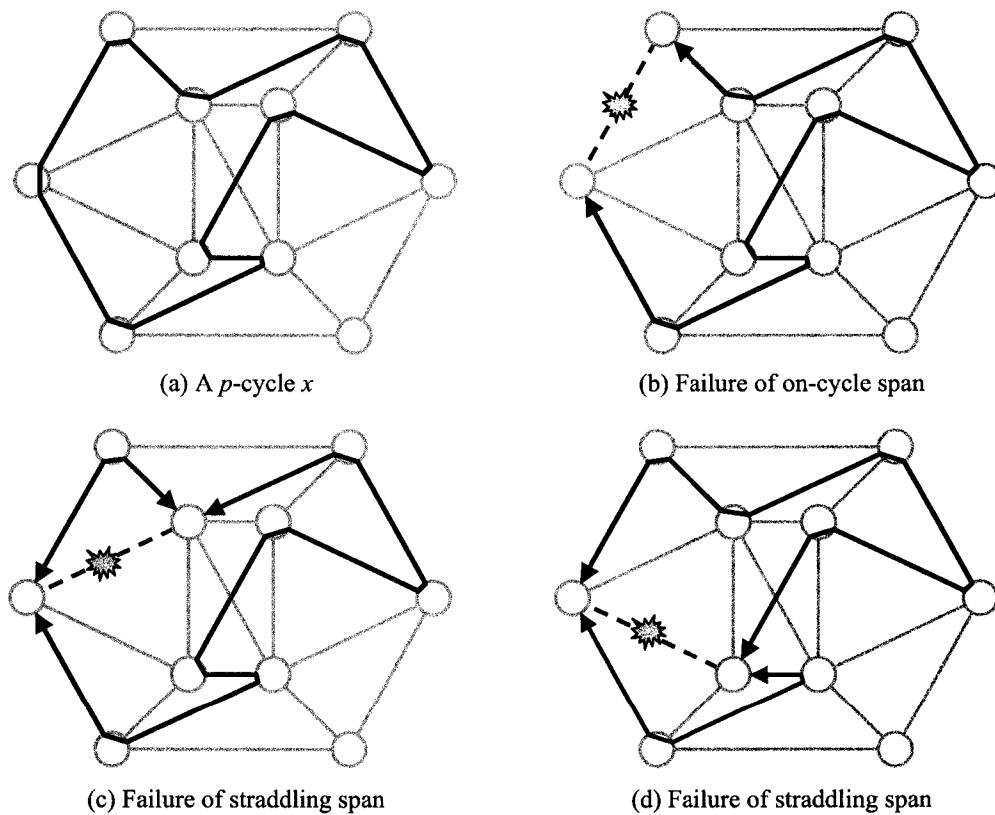 (a) A p-cycle x
(b) Failure of on-cycle span
(c) Failure of straddling span
(d) Failure of straddling span